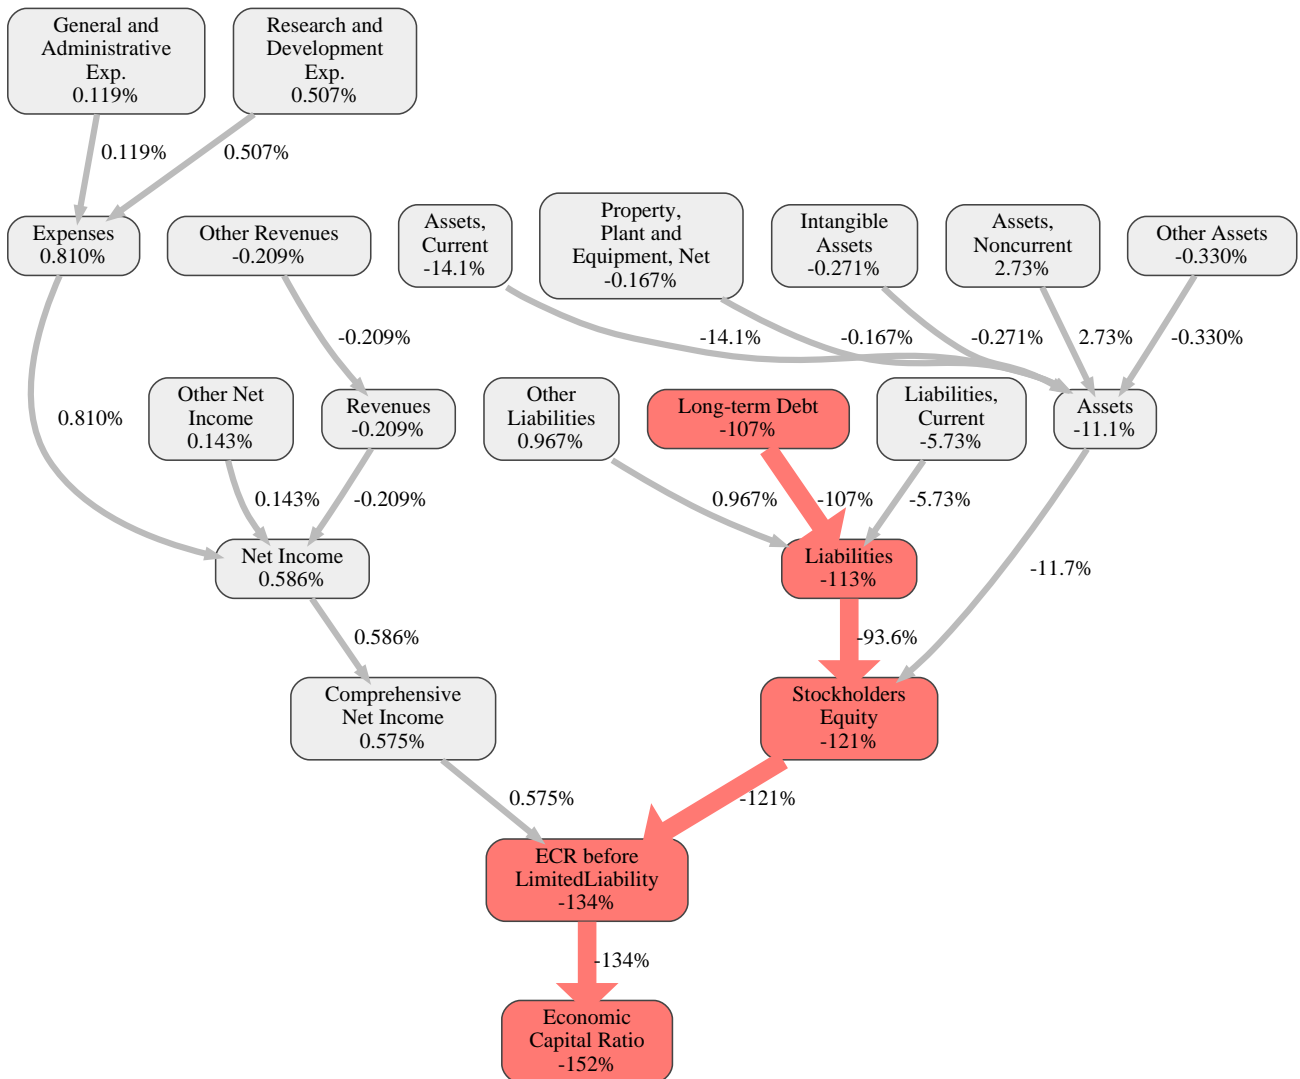 General and
Administrative
Exp.
0.119%
Research and
Development
Exp.
0.507%
0.119%
0.507%
Expenses
0.810%
Other Revenues
-0.209%
Assets,
Current
-14.1%
Property,
Plant and
Equipment, Net
-0.167%
Intangible
Assets
-0.271%
Assets,
Noncurrent
2.73%
Other Assets
-0.330%
-0.209%
-14.1%
-0.167%
-0.271%
2.73%
-0.330%
0.810%
Other Net
Income
0.143%
Revenues
-0.209%
Other
Liabilities
0.967%
Long-term Debt
-107%
Liabilities,
Current
-5.73%
Assets
-11.1%
0.143%
-0.209%
0.967%
-107%
-5.73%
Net Income
0.586%
Liabilities
-113%
-11.7%
0.586%
-93.6%
Comprehensive
Net Income
0.575%
Stockholders
Equity
-121%
0.575%
-121%
ECR before
LimitedLiability
-134%
-134%
Economic
Capital Ratio
-152%